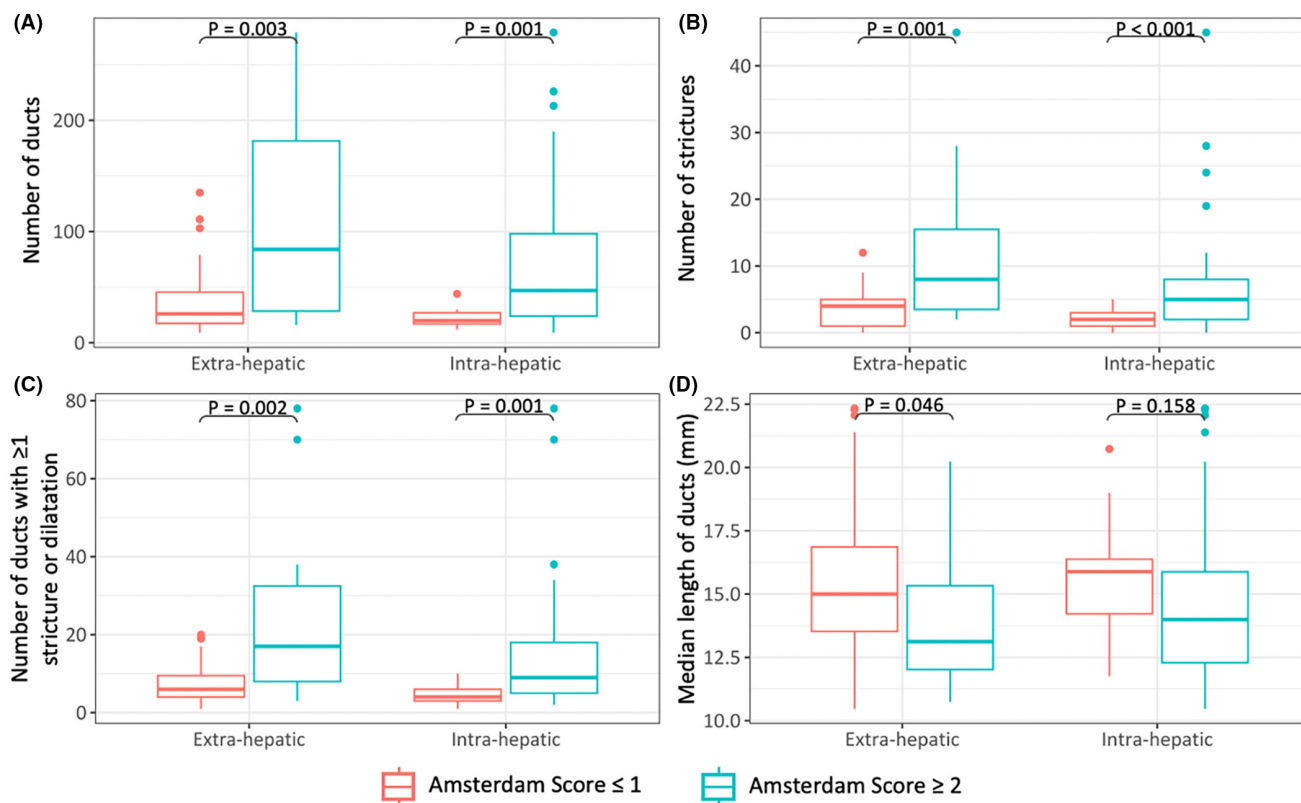 (A)
P = 0.003
P = 0.001
Number of ducts
200
100
0
Extra-hepatic
Intra-hepatic
(B)
P = 0.001
P < 0.001
Number of strictures
40
30
20
10
0
Extra-hepatic
Intra-hepatic
(C)
P = 0.002
P = 0.001
Number of ducts with ≥1
stricture or dilatation
80
60
40
20
0
Extra-hepatic
Intra-hepatic
(D)
P = 0.046
P = 0.158
Median length of ducts (mm)
22.5
20.0
17.5
15.0
12.5
10.0
Extra-hepatic
Intra-hepatic
Amsterdam Score ≤ 1
Amsterdam Score ≥ 2